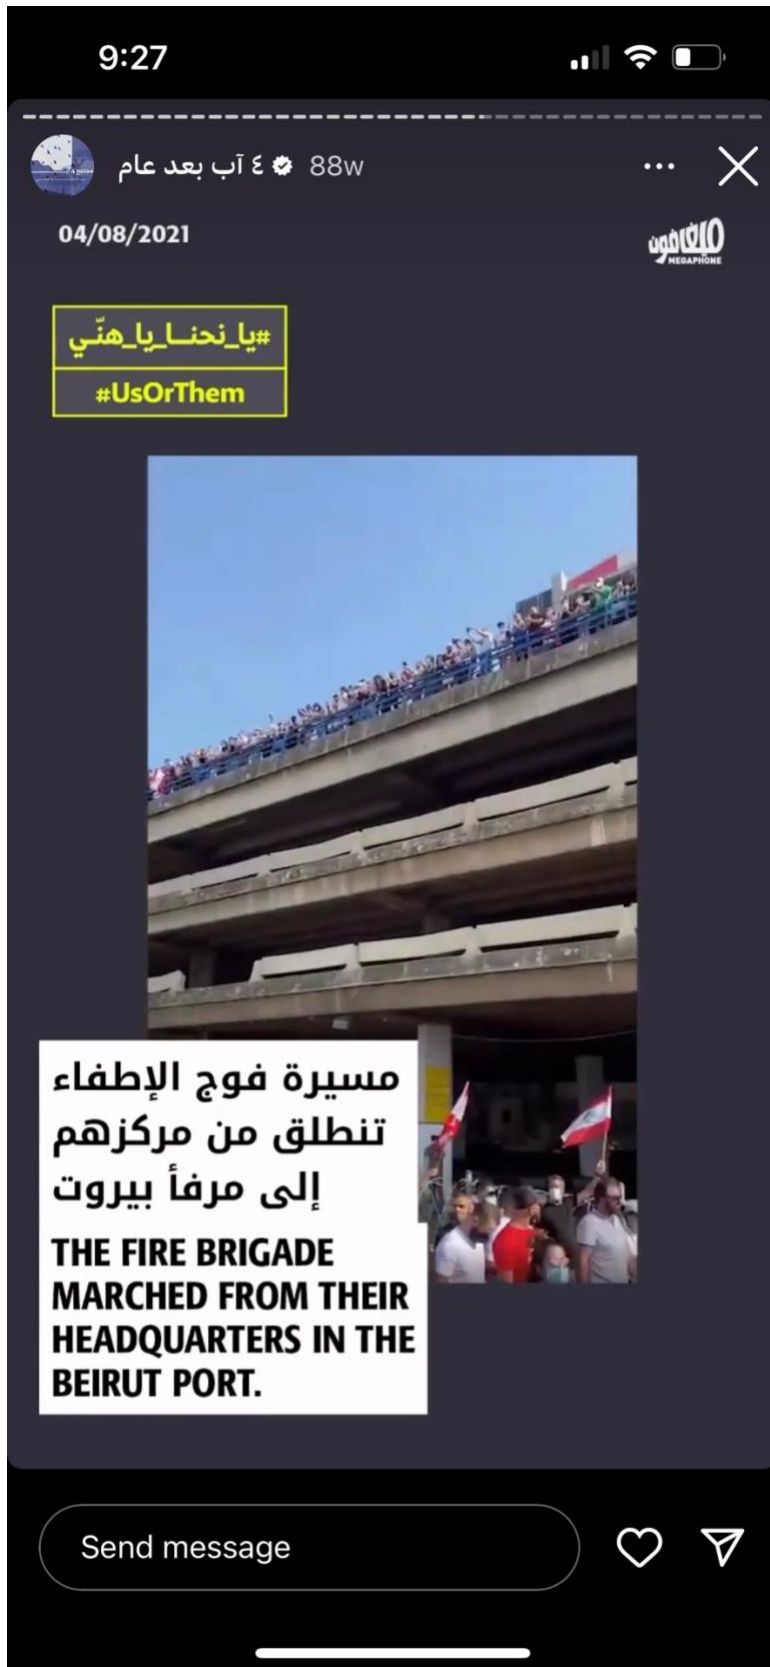 9:27
٤ آب بعد عام 88w
04/08/2021
ميغافون
MEGAPHONE
#يا_نحنا_يا_هنّي
#UsOrThem
مسيرة فوج الإطفاء
تنطلق من مركزهم
إلى مرفأ بيروت
THE FIRE BRIGADE
MARCHED FROM THEIR
HEADQUARTERS IN THE
BEIRUT PORT.
Send message